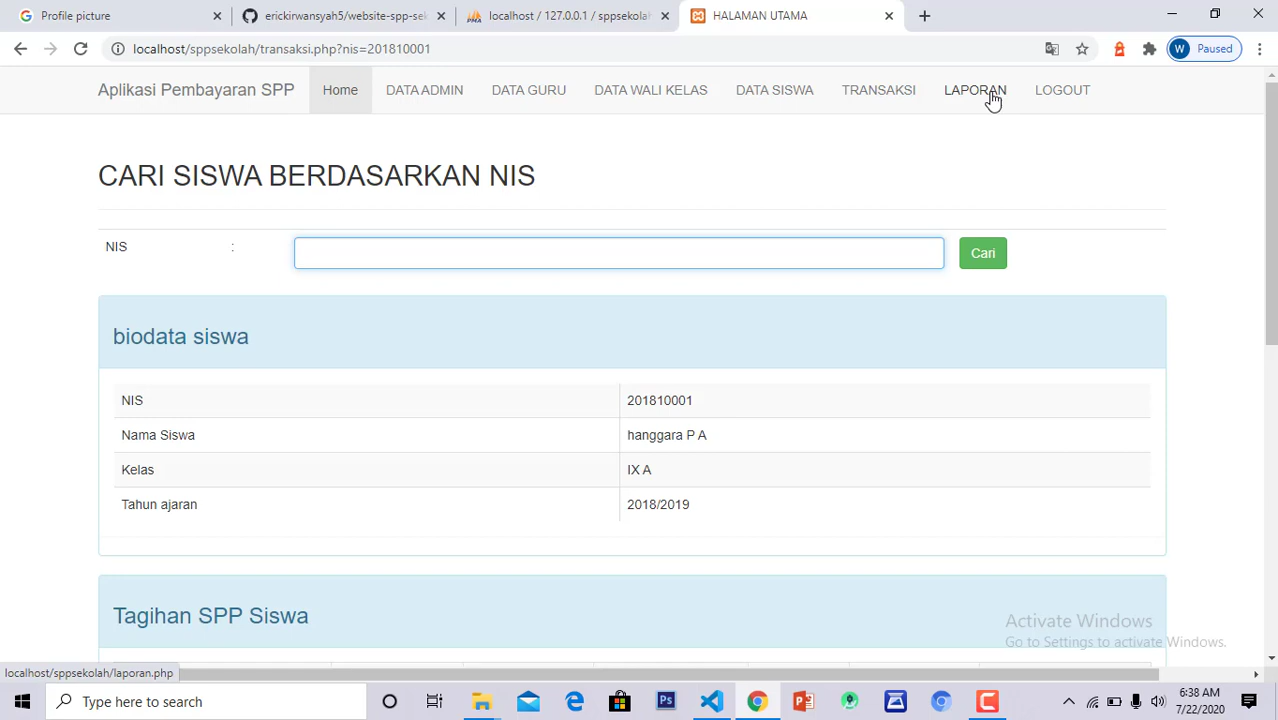 Profile picture
erickirwansyah5/website-spp-sel
localhost / 127.0.0.1 / sppsekolah
HALAMAN UTAMA
localhost/sppsekolah/transaksi.php?nis=201810001
W Paused
Aplikasi Pembayaran SPP Home DATA ADMIN DATA GURU DATA WALI KELAS DATA SISWA TRANSAKSI LAPORAN LOGOUT
CARI SISWA BERDASARKAN NIS
NIS : Cari
biodata siswa
NIS 201810001
Nama Siswa hanggara P A
Kelas IX A
Tahun ajaran 2018/2019
Tagihan SPP Siswa
Activate Windows
Go to Settings to activate Windows.
localhost/sppsekolah/laporan.php
Type here to search
6:38 AM
7/22/2020